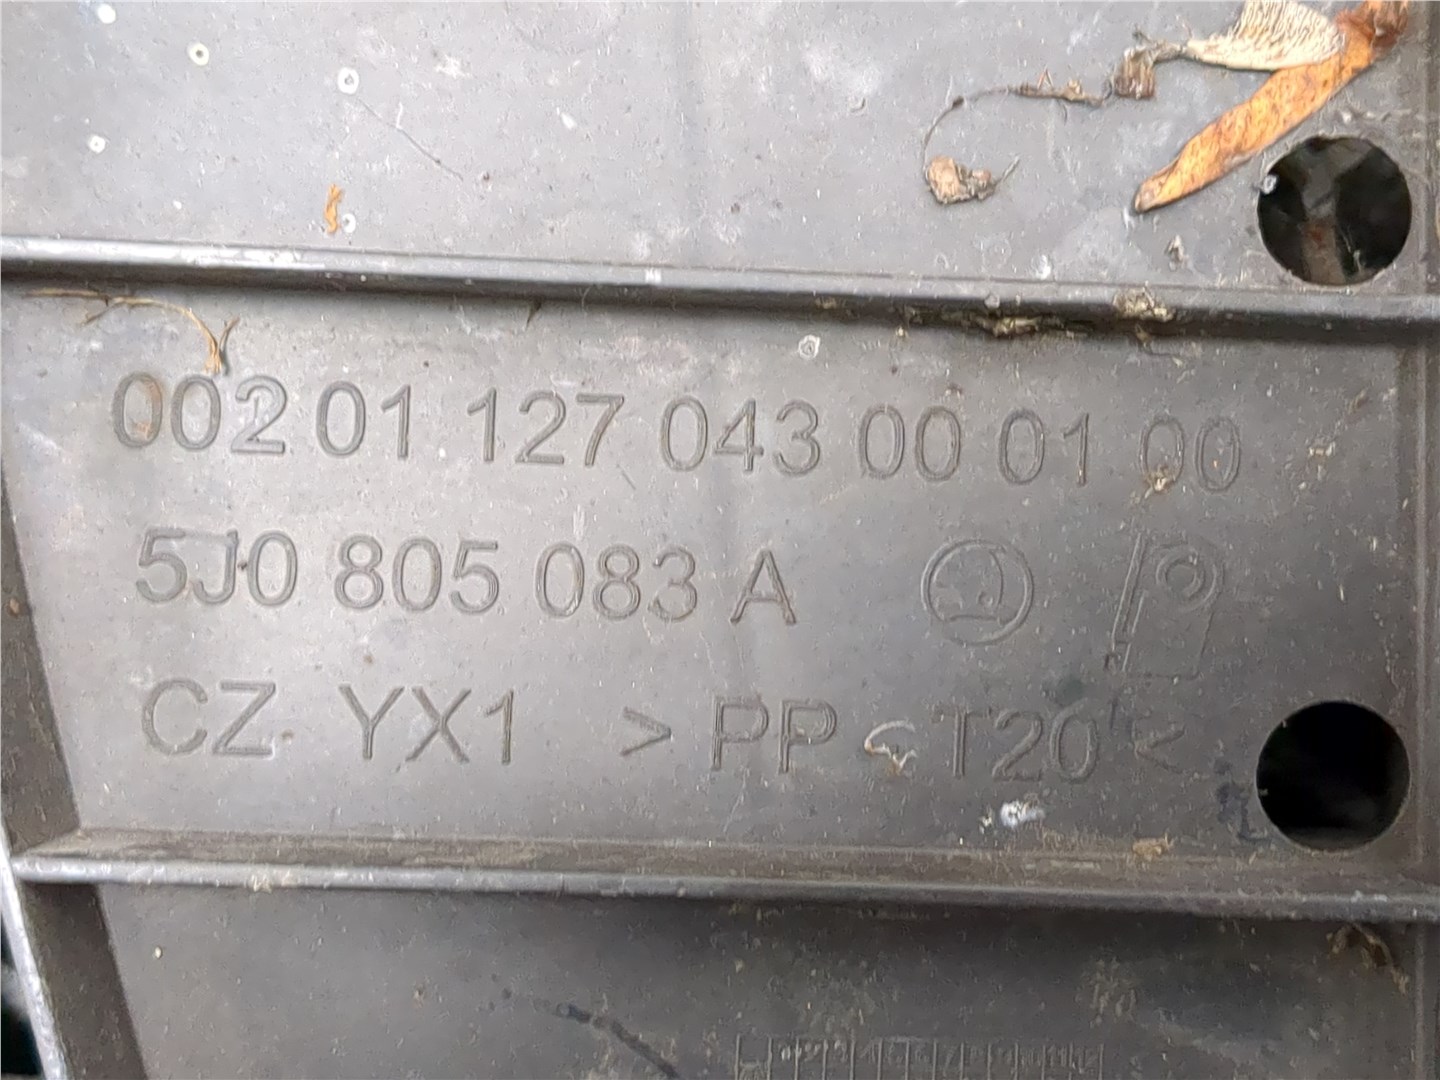 002 01 127 043 00 01 00
5J0 805 083 A
CZ YX1 > PP - T20 <